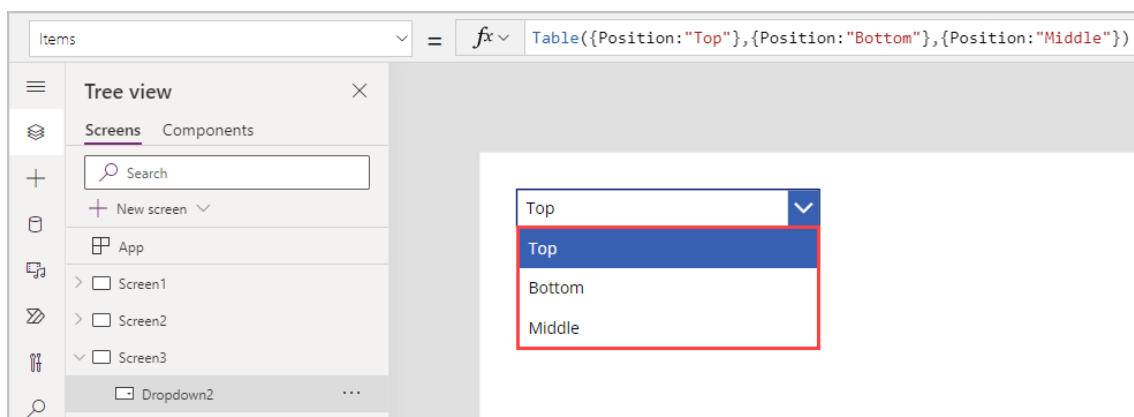 Items = fx Table({Position:"Top"},{Position:"Bottom"},{Position:"Middle"})
Tree view
Screens Components
Search
New screen
App
Screen1
Screen2
Screen3
Dropdown2
Top
Top
Bottom
Middle